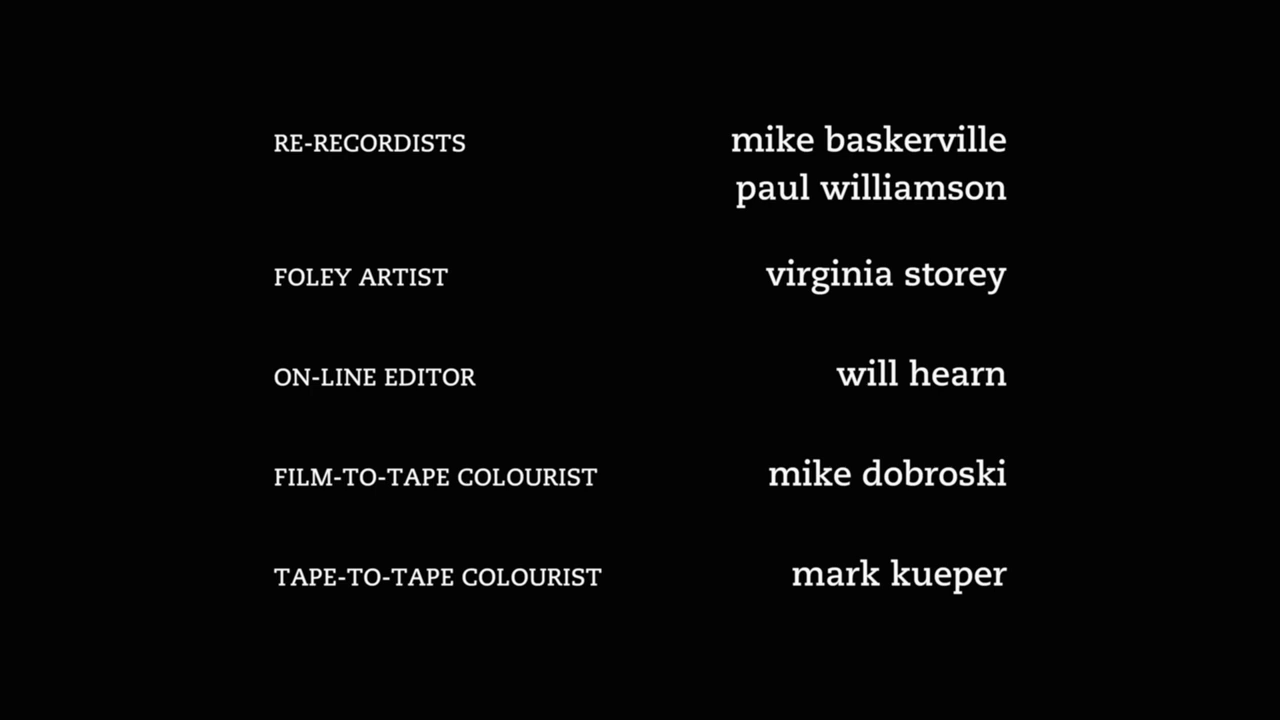 RE-RECORDISTS mike baskerville
paul williamson
FOLEY ARTIST virginia storey
ON-LINE EDITOR will hearn
FILM-TO-TAPE COLOURIST mike dobroski
TAPE-TO-TAPE COLOURIST mark kueper